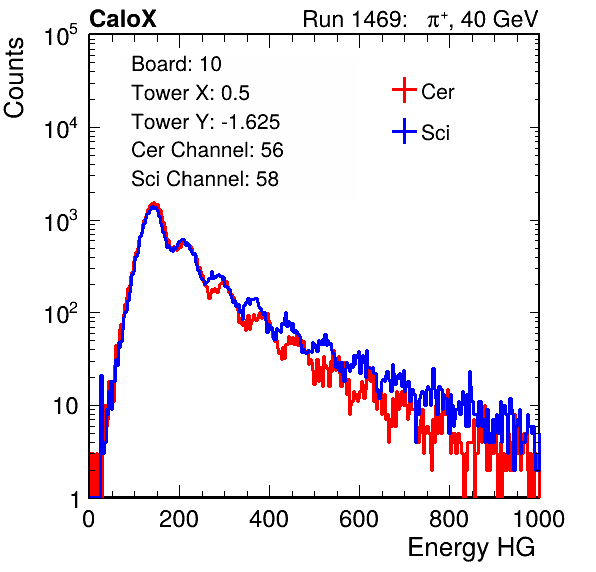 CaloX Run 1469: π⁺, 40 GeV
Counts
Board: 10
Tower X: 0.5
Tower Y: -1.625
Cer Channel: 56
Sci Channel: 58
Cer
Sci
10⁵
10⁴
10³
10²
10
1
0 200 400 600 800 1000
Energy HG